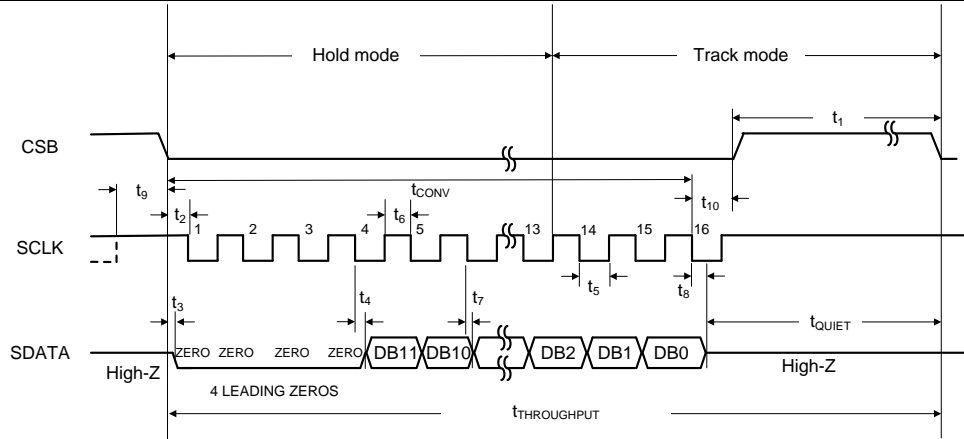 Hold mode Track mode
t1
CSB
tCONV
t9 t10
t2 t6
1 2 3 4 5 13 14 15 16
SCLK
t3 t4 t7 t5 t8
tQUIET
ZERO ZERO ZERO ZERO DB11 DB10 DB2 DB1 DB0
SDATA
High-Z High-Z
4 LEADING ZEROS
tTHROUGHPUT